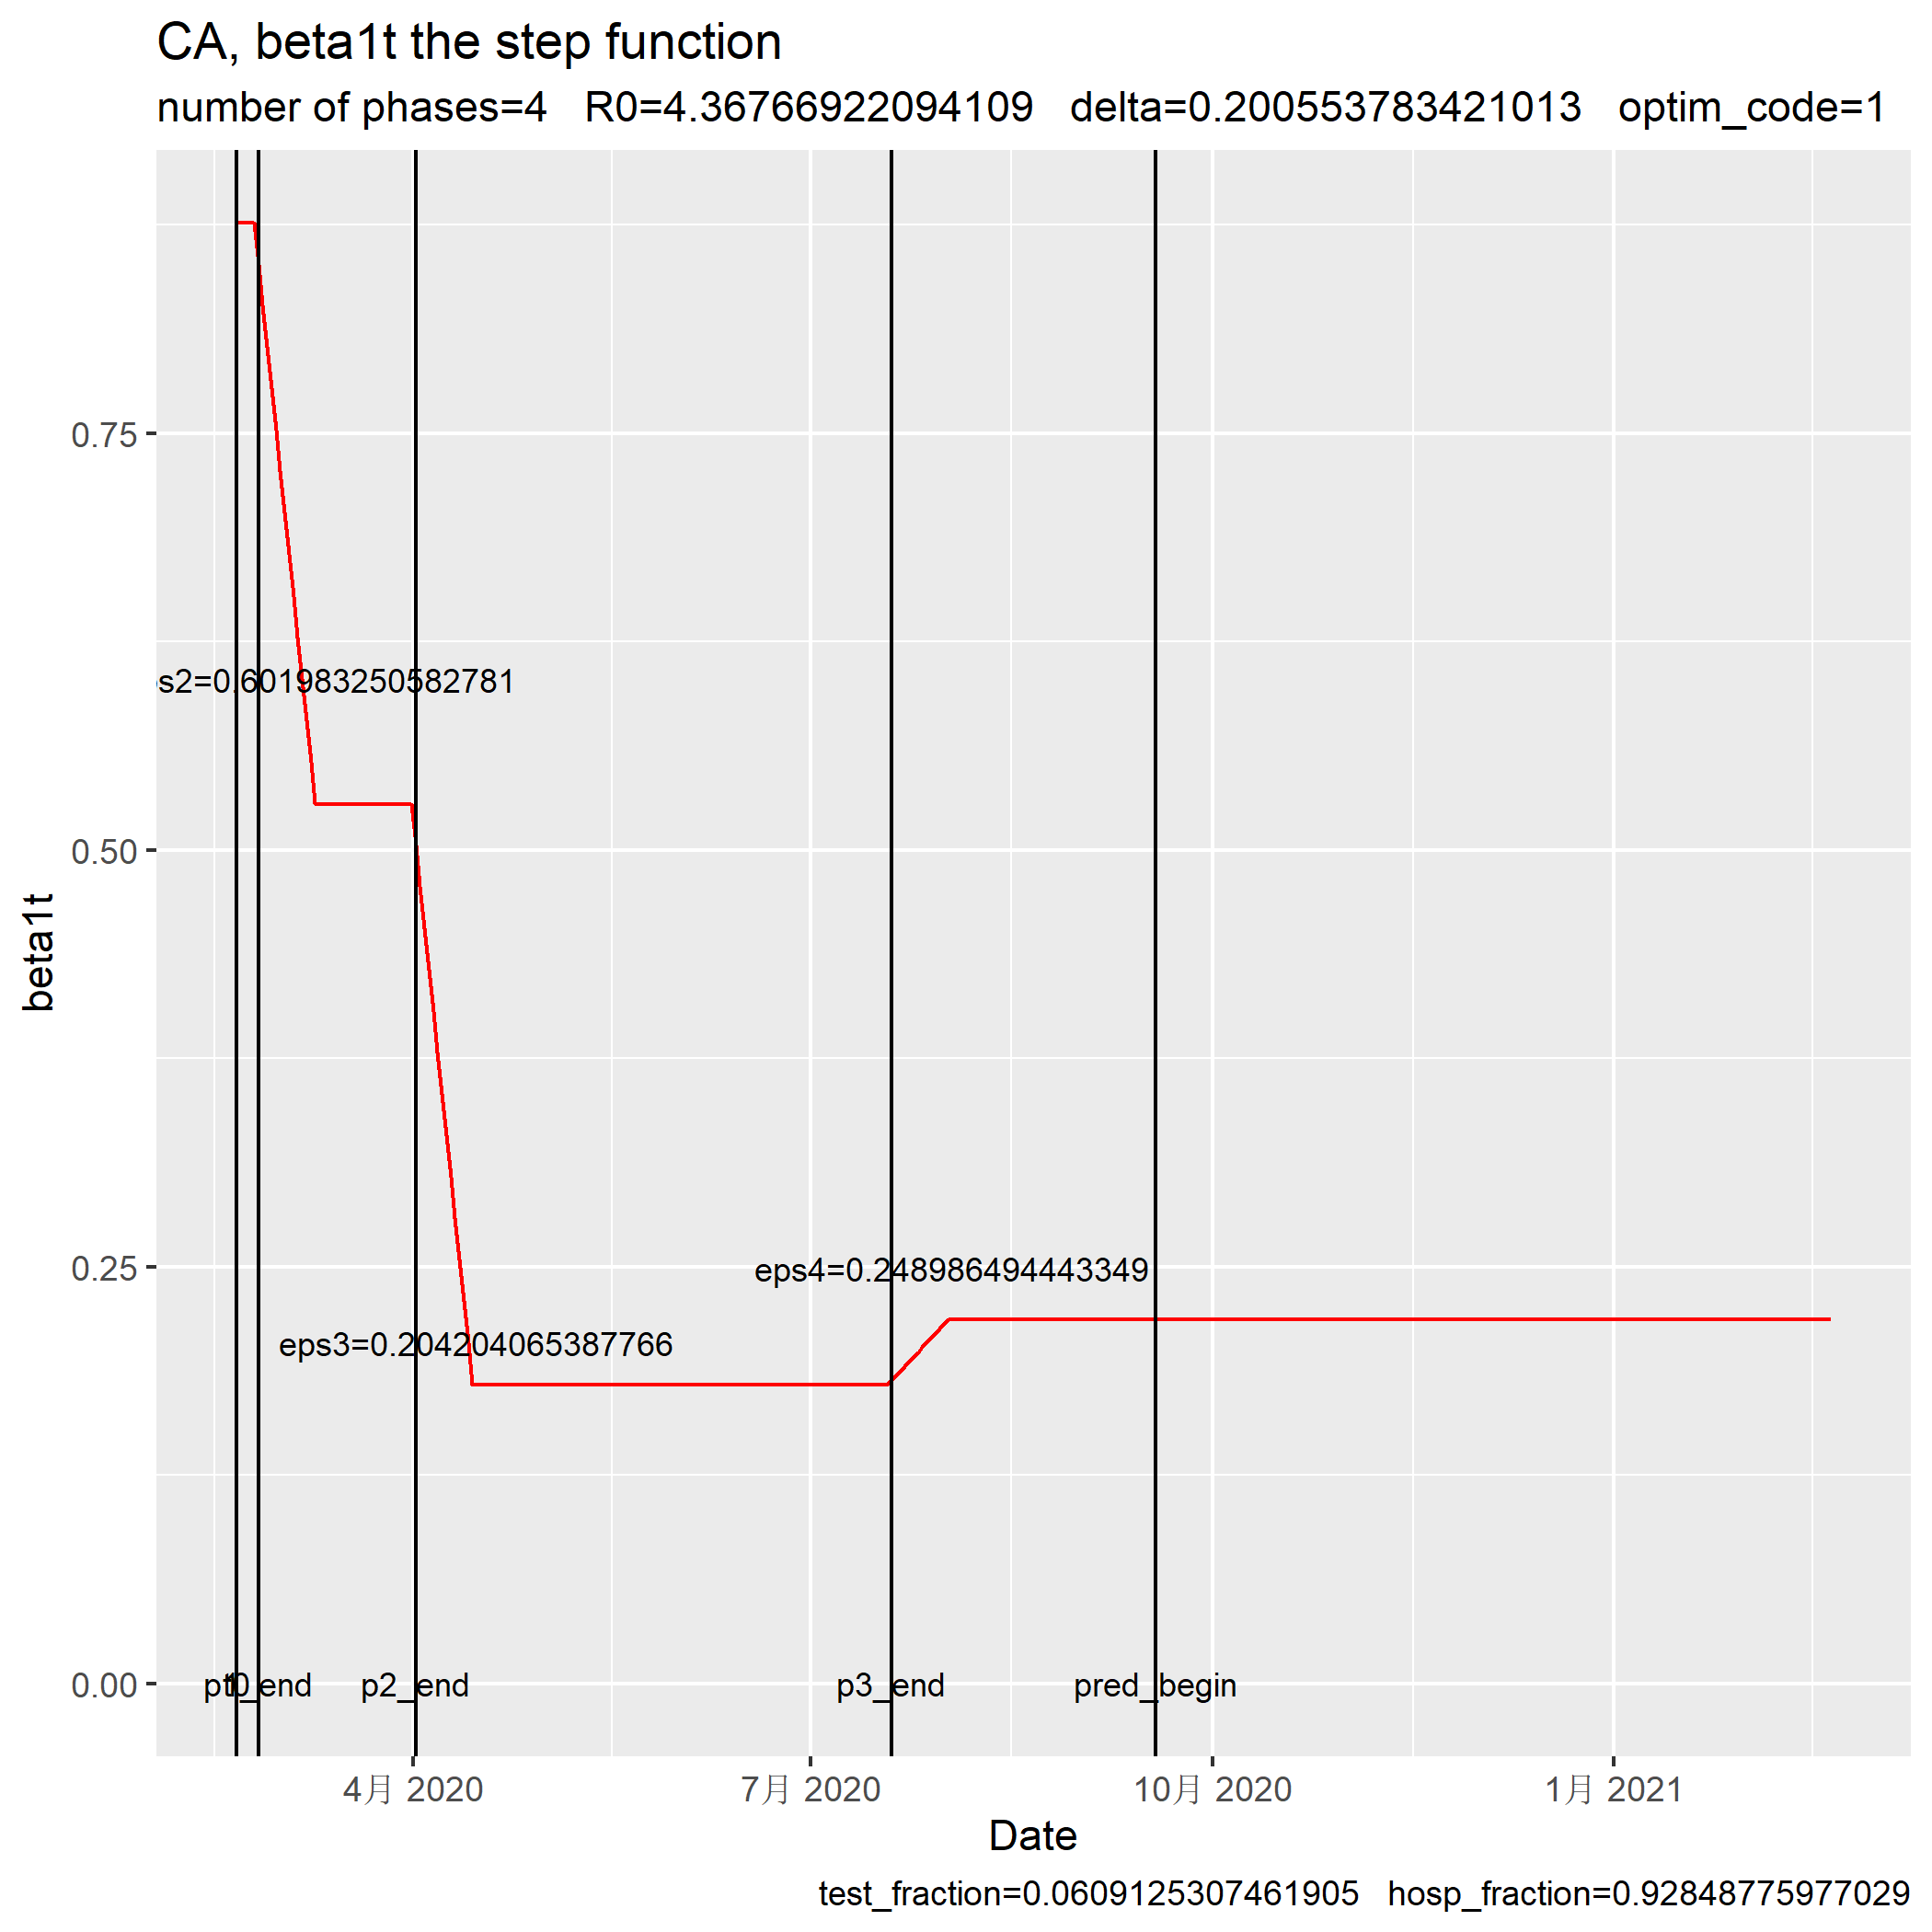 CA, beta1t the step function
number of phases=4 R0=4.36766922094109 delta=0.200553783421013 optim_code=1
0.75
s2=0.601983250582781
0.50
beta1t
0.25
eps4=0.248986494443349
eps3=0.204204065387766
0.00
p2_end
p3_end
pred_begin
4月 2020
7月 2020
10月 2020
1月 2021
Date
test_fraction=0.0609125307461905 hosp_fraction=0.92848775977029